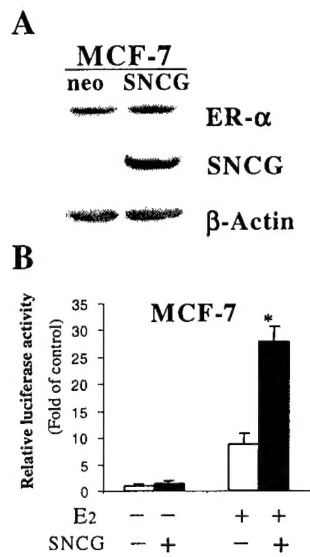 A
MCF-7
neo SNCG
ER-α
SNCG
β-Actin
B
Relative luciferase activity
(Fold of control)
MCF-7
35
30
25
20
15
10
5
0
*
E2 − − + +
SNCG − + − +